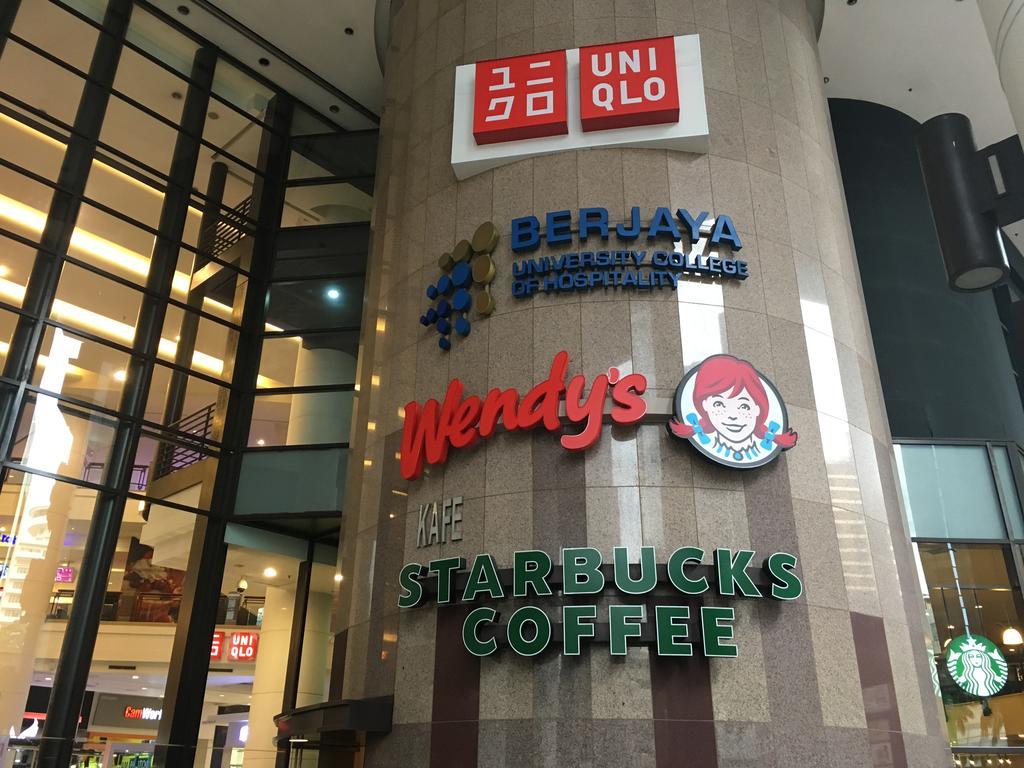 ユニ
クロ
UNI
QLO
BERJAYA
UNIVERSITY COLLEGE
OF HOSPITALITY
Wendy's
KAFE
STARBUCKS
COFFEE
UNI
QLO